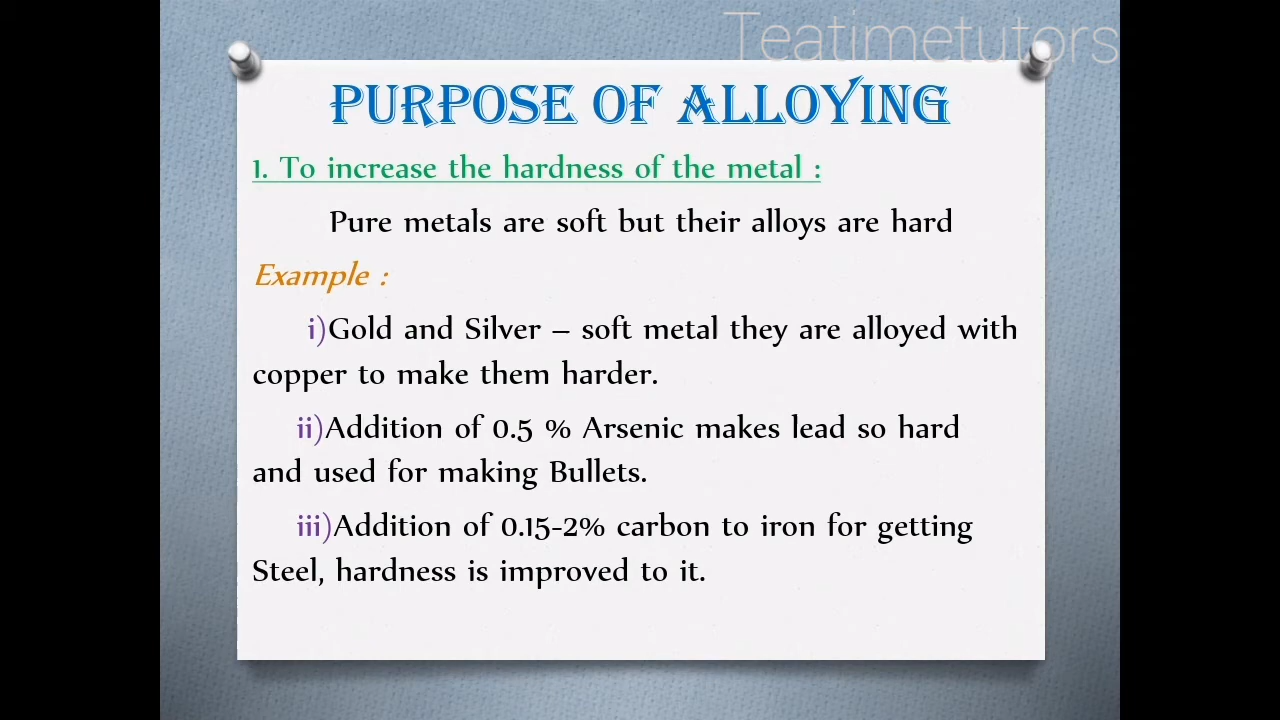 Teatimetutors
PURPOSE OF ALLOYING
1. To increase the hardness of the metal :
Pure metals are soft but their alloys are hard
Example :
i)Gold and Silver – soft metal they are alloyed with
copper to make them harder.
ii)Addition of 0.5 % Arsenic makes lead so hard
and used for making Bullets.
iii)Addition of 0.15-2% carbon to iron for getting
Steel, hardness is improved to it.